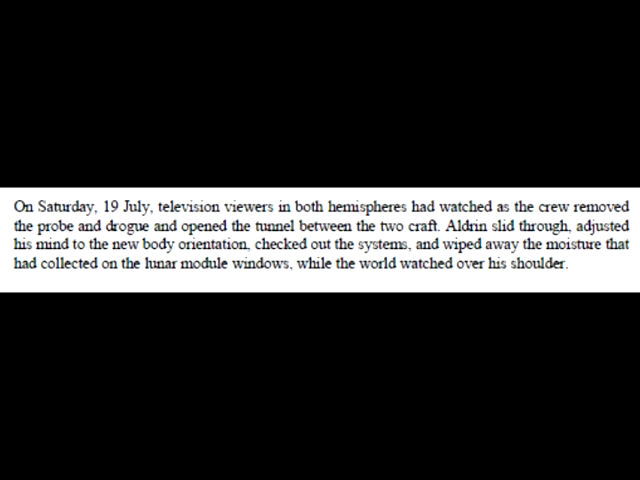 On Saturday, 19 July, television viewers in both hemispheres had watched as the crew removed
the probe and drogue and opened the tunnel between the two craft. Aldrin slid through, adjusted
his mind to the new body orientation, checked out the systems, and wiped away the moisture that
had collected on the lunar module windows, while the world watched over his shoulder.